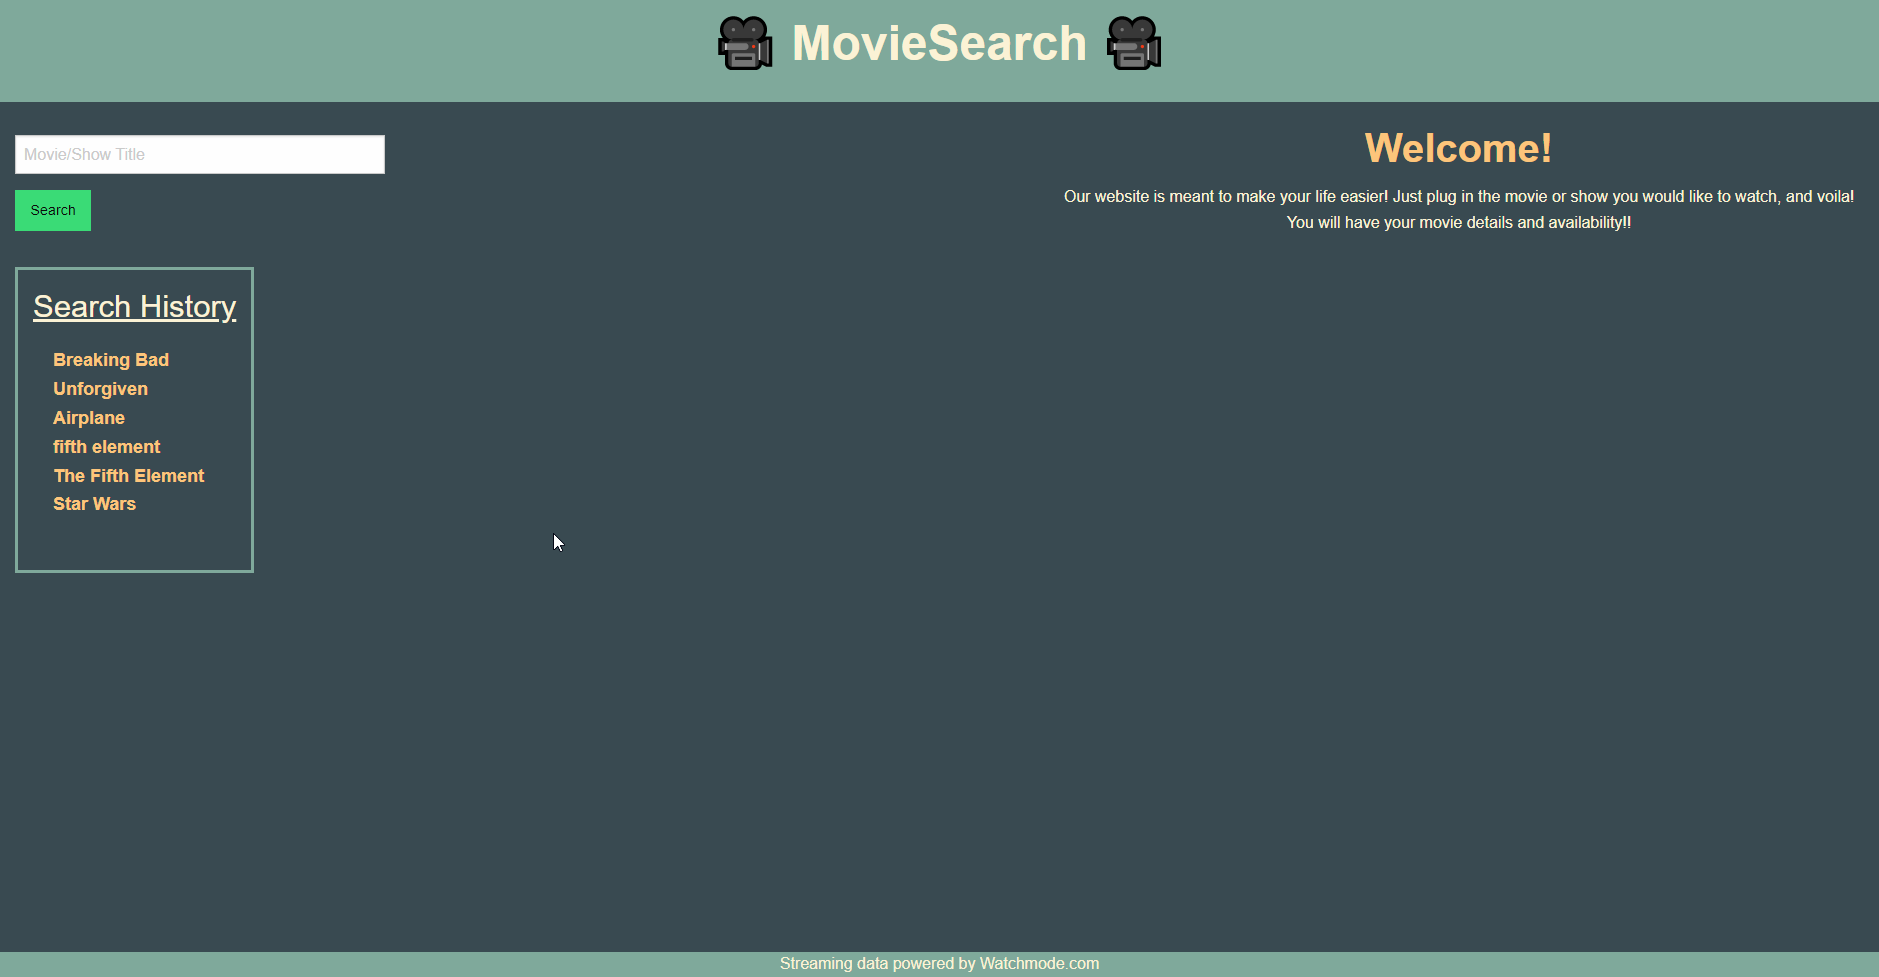 MovieSearch
Movie/Show Title
Search
Search History
Breaking Bad
Unforgiven
Airplane
fifth element
The Fifth Element
Star Wars
Welcome!
Our website is meant to make your life easier! Just plug in the movie or show you would like to watch, and voila!
You will have your movie details and availability!!
Streaming data powered by Watchmode.com